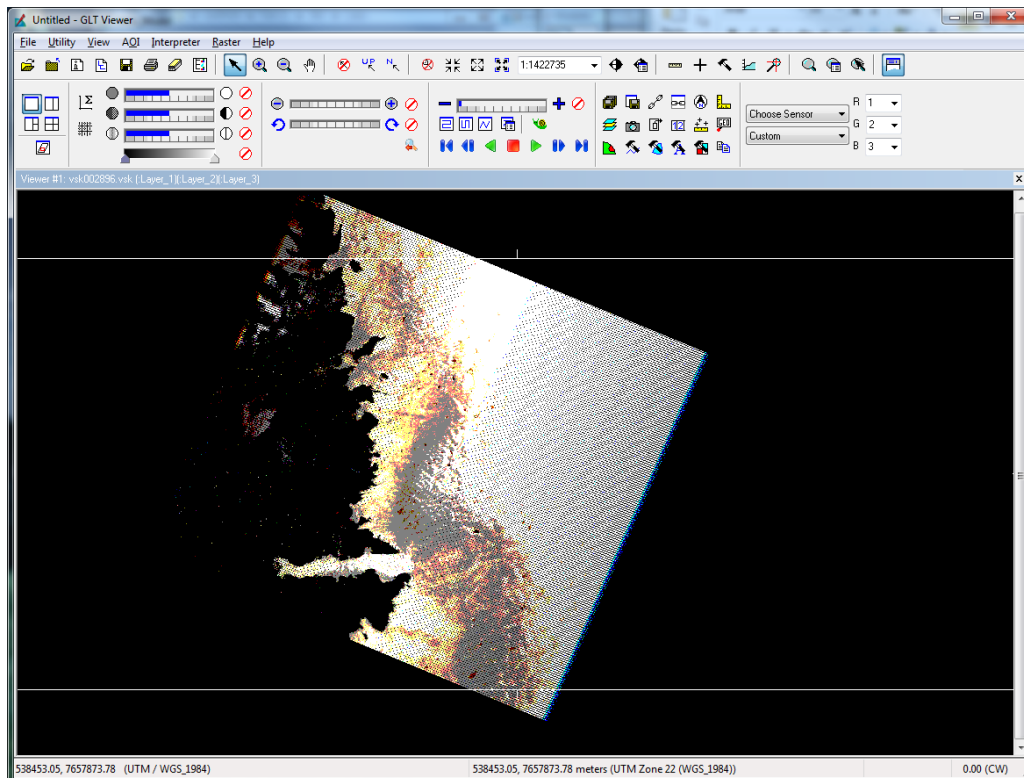 Untitled - GLT Viewer
File Utility View AOI Interpreter Raster Help
UP N 1:1422735
Choose Sensor R 1
Custom G 2
B 3
Viewer #1: vsk002896.vsk (:Layer_1)(:Layer_2)(:Layer_3)
538453.05, 7657873.78 (UTM / WGS_1984) 538453.05, 7657873.78 meters (UTM Zone 22 (WGS_1984)) 0.00 (CW)